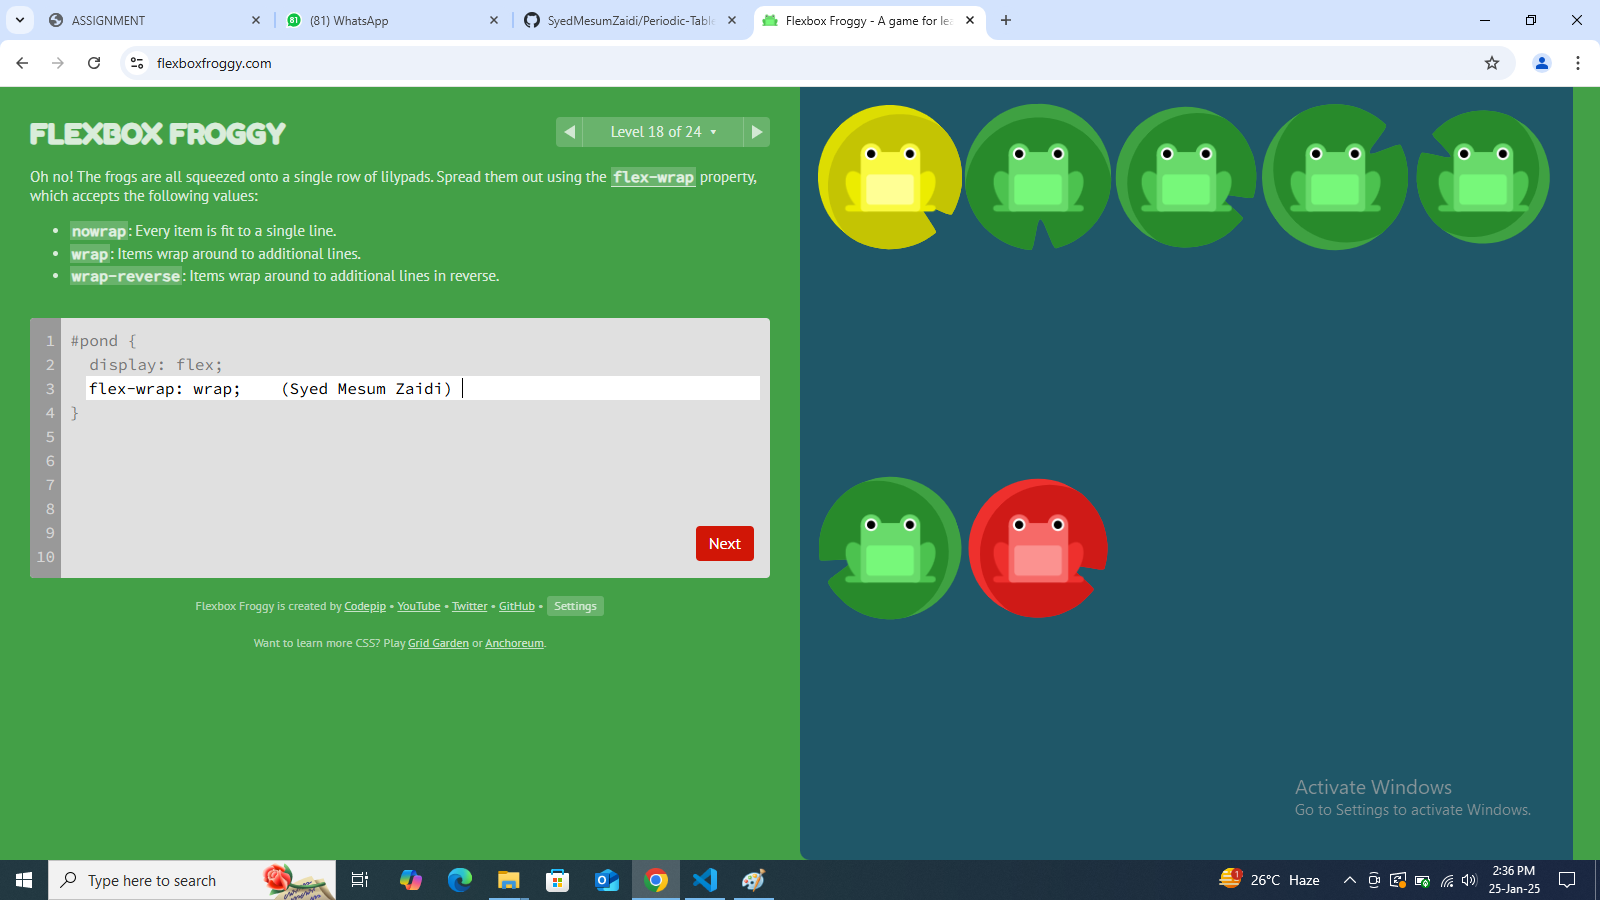 ASSIGNMENT
(81) WhatsApp
SyedMesumZaidi/Periodic-Table
Flexbox Froggy - A game for lea
flexboxfroggy.com
FLEXBOX FROGGY
Level 18 of 24
Oh no! The frogs are all squeezed onto a single row of lilypads. Spread them out using the flex-wrap property,
which accepts the following values:
• nowrap: Every item is fit to a single line.
• wrap: Items wrap around to additional lines.
• wrap-reverse: Items wrap around to additional lines in reverse.
1 #pond {
2 display: flex;
3 flex-wrap: wrap; (Syed Mesum Zaidi)
4 }
5
6
7
8
9
10
Next
Flexbox Froggy is created by Codepip • YouTube • Twitter • GitHub • Settings
Want to learn more CSS? Play Grid Garden or Anchoreum.
Activate Windows
Go to Settings to activate Windows.
Type here to search
1
26°C Haze
2:36 PM
25-Jan-25